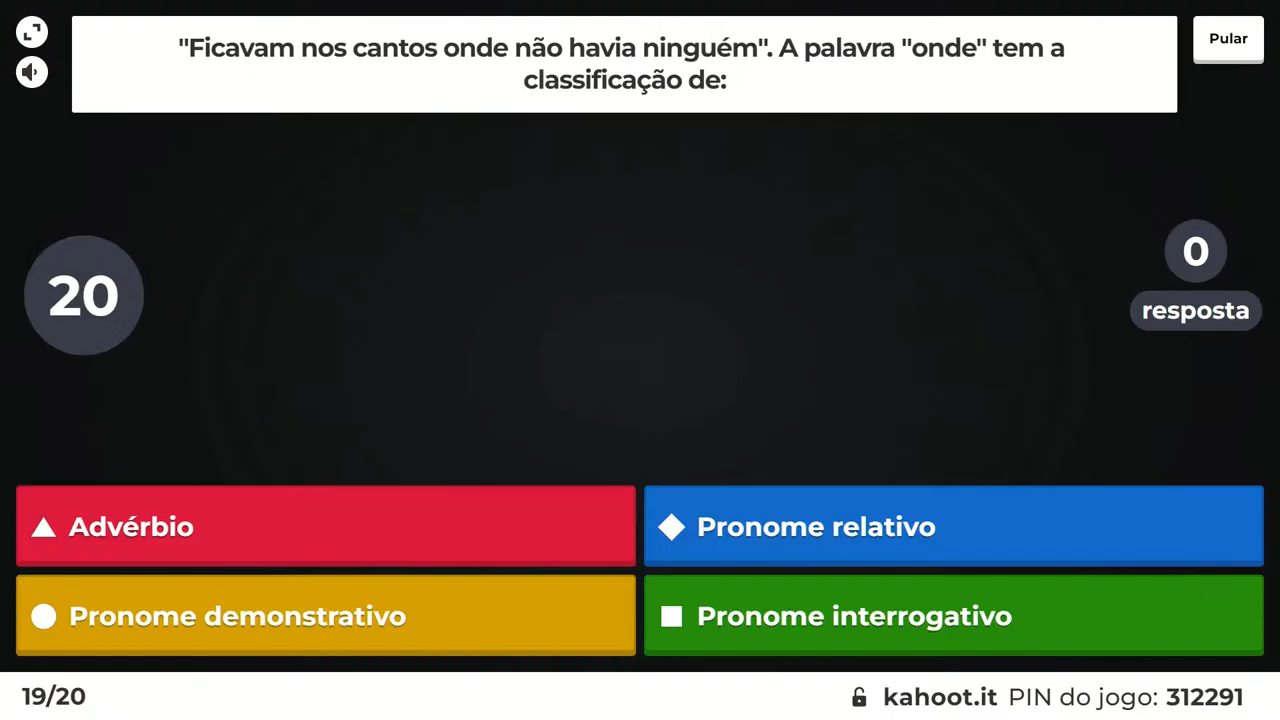 "Ficavam nos cantos onde não havia ninguém". A palavra "onde" tem a
classificação de:
Pular
20
0
resposta
Advérbio
Pronome relativo
Pronome demonstrativo
Pronome interrogativo
19/20
kahoot.it PIN do jogo: 312291